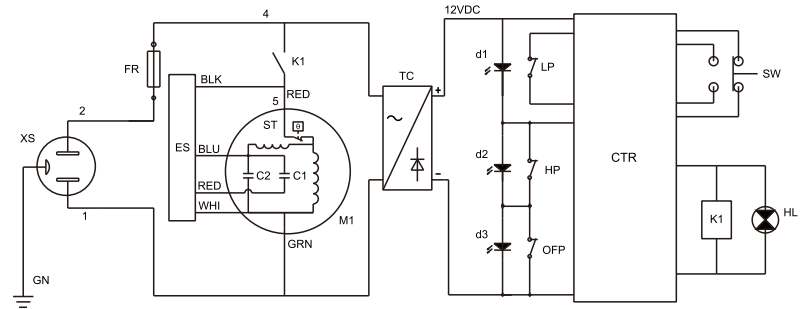 4
12VDC
FR
K1
BLK
RED
5
TC
+
d1
LP
SW
2
XS
ST
θ
ES
BLU
C2
C1
RED
WHI
M1
GRN
-
d2
HP
CTR
d3
OFP
K1
HL
1
GN